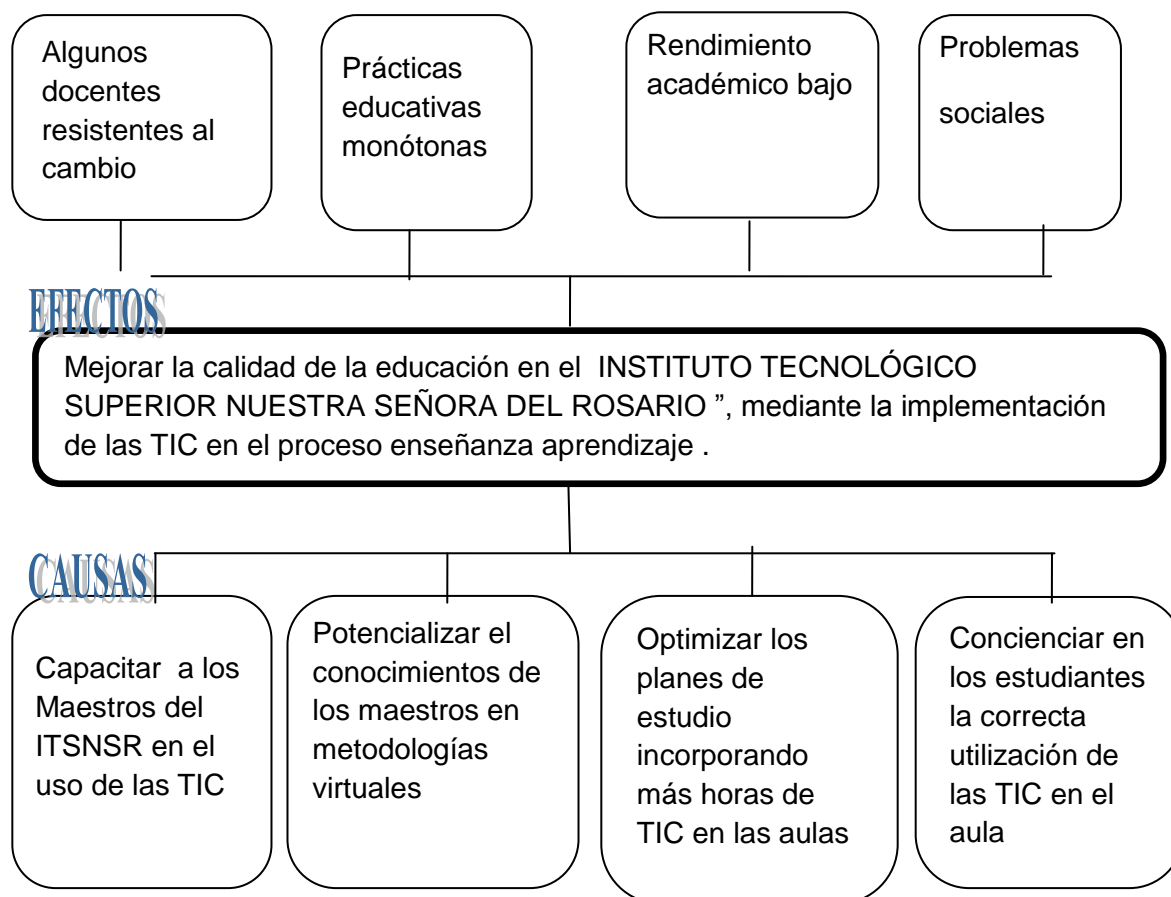 Algunos
docentes
resistentes al
cambio
Prácticas
educativas
monótonas
Rendimiento
académico bajo
Problemas
sociales
EFECTOS
Mejorar la calidad de la educación en el INSTITUTO TECNOLÓGICO
SUPERIOR NUESTRA SEÑORA DEL ROSARIO ”, mediante la implementación
de las TIC en el proceso enseñanza aprendizaje .
CAUSAS
Capacitar a los
Maestros del
ITSNSR en el
uso de las TIC
Potencializar el
conocimientos de
los maestros en
metodologías
virtuales
Optimizar los
planes de
estudio
incorporando
más horas de
TIC en las aulas
Concienciar en
los estudiantes
la correcta
utilización de
las TIC en el
aula